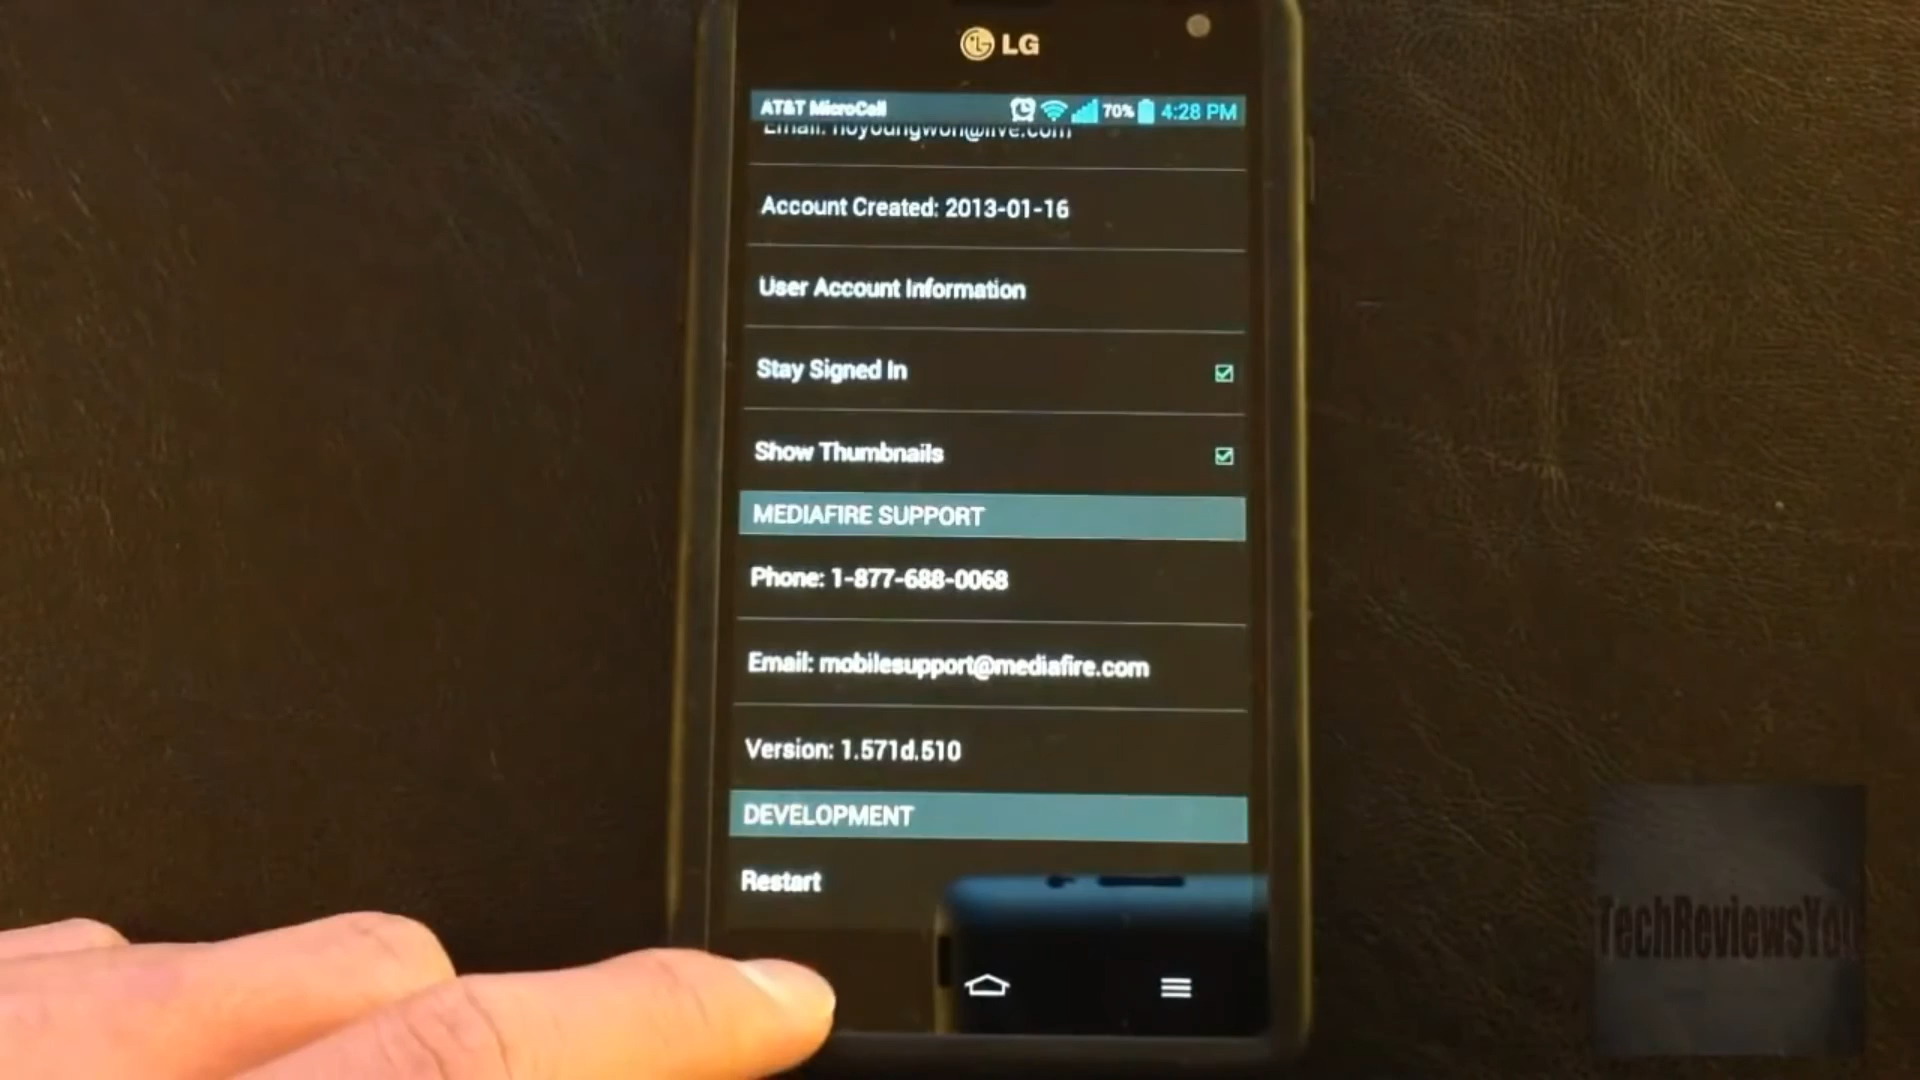 LG
AT&T MicroCell 70% 4:28 PM
Email: hoyoungwon@live.com
Account Created: 2013-01-16
User Account Information
Stay Signed In
Show Thumbnails
MEDIAFIRE SUPPORT
Phone: 1-877-688-0068
Email: mobilesupport@mediafire.com
Version: 1.571d.510
DEVELOPMENT
Restart
TechReviewsYou